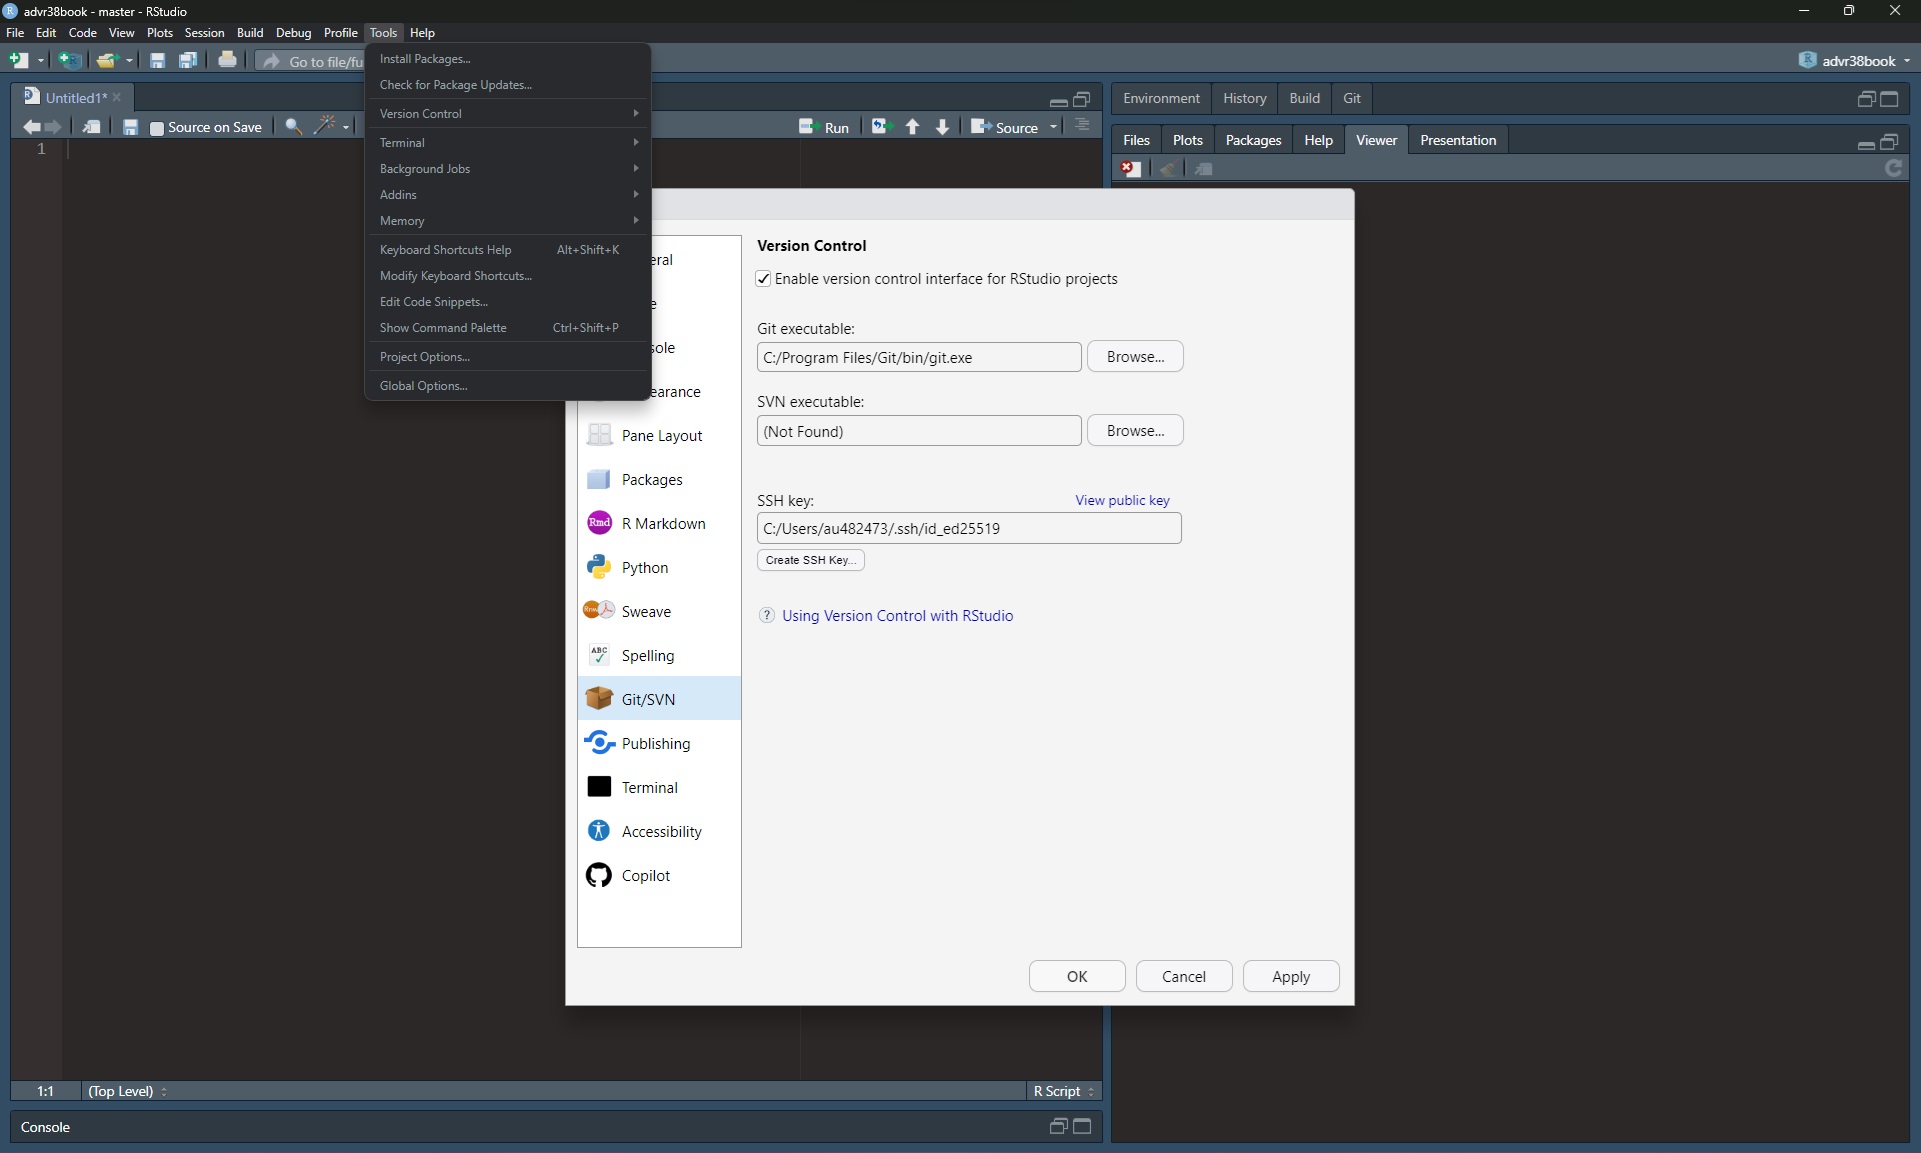 advr38book - master - RStudio
File Edit Code View Plots Session Build Debug Profile Tools Help
Go to file/fu
advr38book
Install Packages...
Check for Package Updates...
Version Control
Terminal
Background Jobs
Addins
Memory
Keyboard Shortcuts Help Alt+Shift+K
Modify Keyboard Shortcuts...
Edit Code Snippets...
Show Command Palette Ctrl+Shift+P
Project Options...
Global Options...
Untitled1*
Source on Save
Run
Source
1
Environment History Build Git
Files Plots Packages Help Viewer Presentation
eral
e
sole
earance
Pane Layout
Packages
Rmd R Markdown
Python
Rnw Sweave
ABC Spelling
Git/SVN
Publishing
Terminal
Accessibility
Copilot
Version Control
Enable version control interface for RStudio projects
Git executable:
C:/Program Files/Git/bin/git.exe Browse...
SVN executable:
(Not Found) Browse...
SSH key: View public key
C:/Users/au482473/.ssh/id_ed25519
Create SSH Key...
? Using Version Control with RStudio
OK Cancel Apply
1:1 (Top Level) R Script
Console